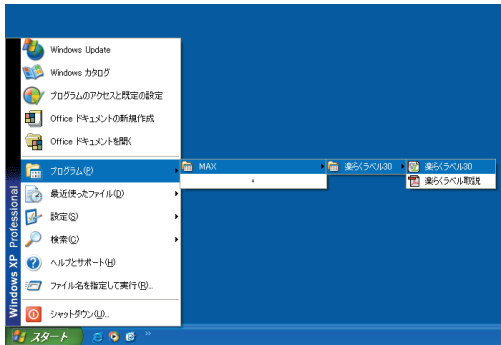 Windows Update
Windows カタログ
プログラムのアクセスと既定の設定
Office ドキュメントの新規作成
Office ドキュメントを開く
プログラム(P)
MAX
楽らくラベル30
楽らくラベル30
楽らくラベル取説
最近使ったファイル(D)
設定(S)
検索(C)
ヘルプとサポート(H)
ファイル名を指定して実行(R)...
シャットダウン(U)...
Windows XP Professional
スタート